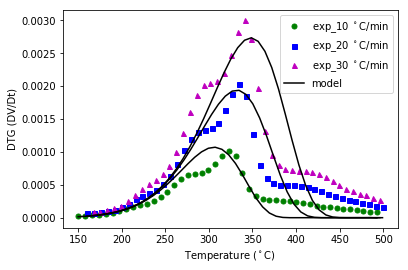 exp_10 °C/min
exp_20 °C/min
exp_30 °C/min
model
DTG (DV/Dt)
0.0030
0.0025
0.0020
0.0015
0.0010
0.0005
0.0000
150 200 250 300 350 400 450 500
Temperature (°C)